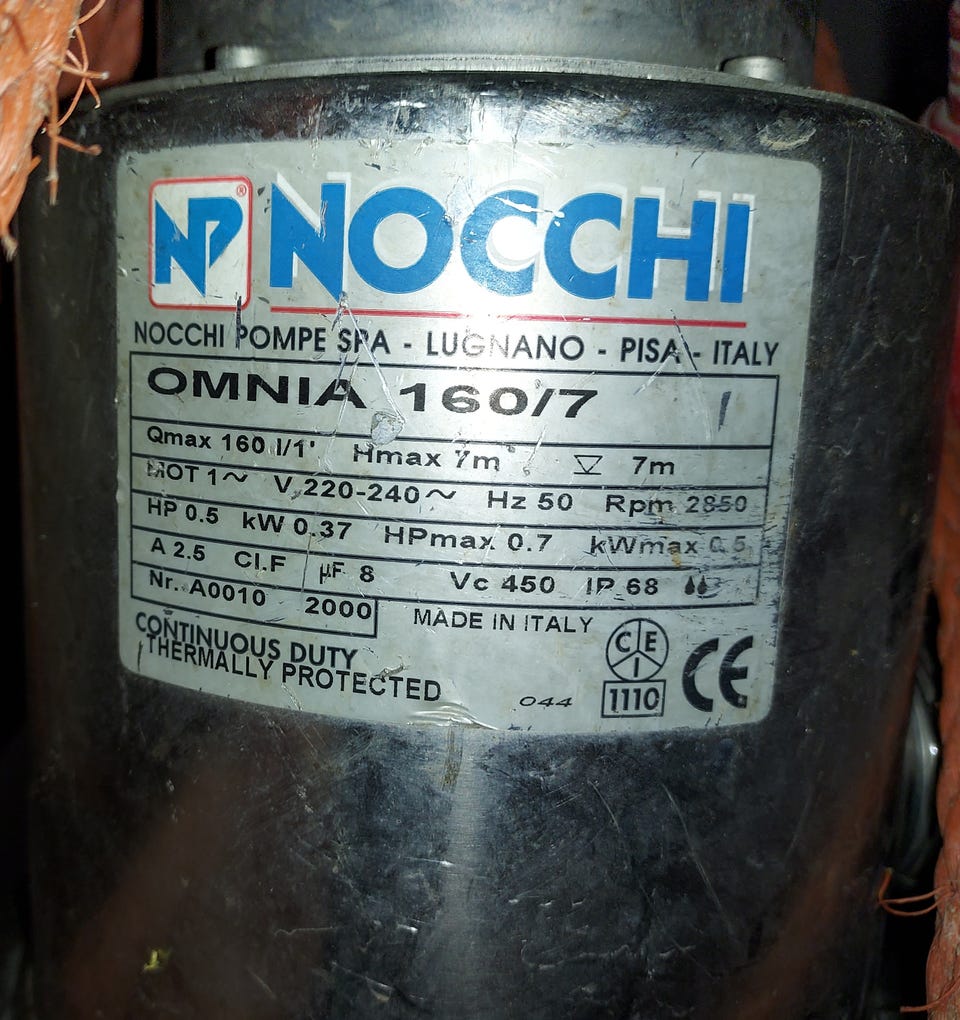 NP® NOCCHI
NOCCHI POMPE SPA - LUGNANO - PISA - ITALY
OMNIA 160/7
Qmax 160 l/1' Hmax 7m ▽ 7m
MOT 1~ V 220-240~ Hz 50 Rpm 2850
HP 0.5 kW 0.37 HPmax 0.7 kWmax 0.5
A 2.5 Cl.F µF 8 Vc 450 IP 68
Nr. A0010 2000 MADE IN ITALY
CONTINUOUS DUTY
THERMALLY PROTECTED
044
CEI
1110
CE